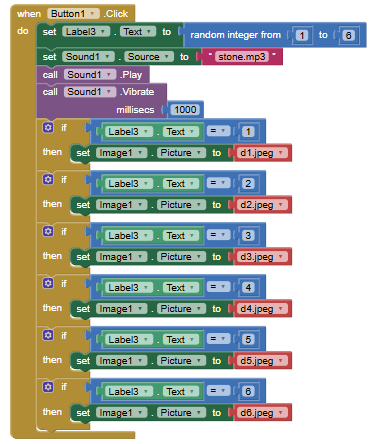 when Button1 .Click
do set Label3 . Text to random integer from 1 to 6
set Sound1 . Source to " stone.mp3 "
call Sound1 .Play
call Sound1 .Vibrate
millisecs 1000
if Label3 . Text = 1
then set Image1 . Picture to d1.jpeg
if Label3 . Text = 2
then set Image1 . Picture to d2.jpeg
if Label3 . Text = 3
then set Image1 . Picture to d3.jpeg
if Label3 . Text = 4
then set Image1 . Picture to d4.jpeg
if Label3 . Text = 5
then set Image1 . Picture to d5.jpeg
if Label3 . Text = 6
then set Image1 . Picture to d6.jpeg